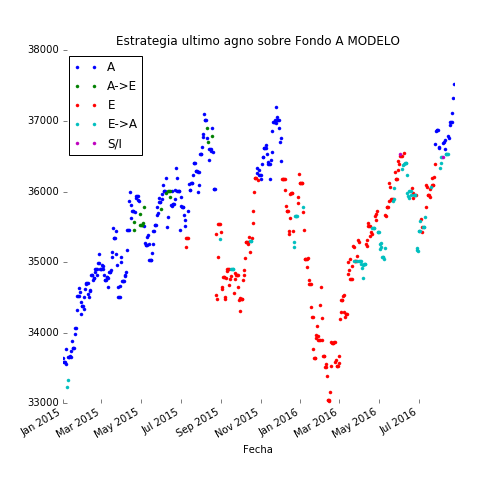 Estrategia ultimo agno sobre Fondo A MODELO
38000
37000
36000
35000
34000
33000
A
A->E
E
E->A
S/I
Jan 2015
Mar 2015
May 2015
Jul 2015
Sep 2015
Nov 2015
Jan 2016
Mar 2016
May 2016
Jul 2016
Fecha